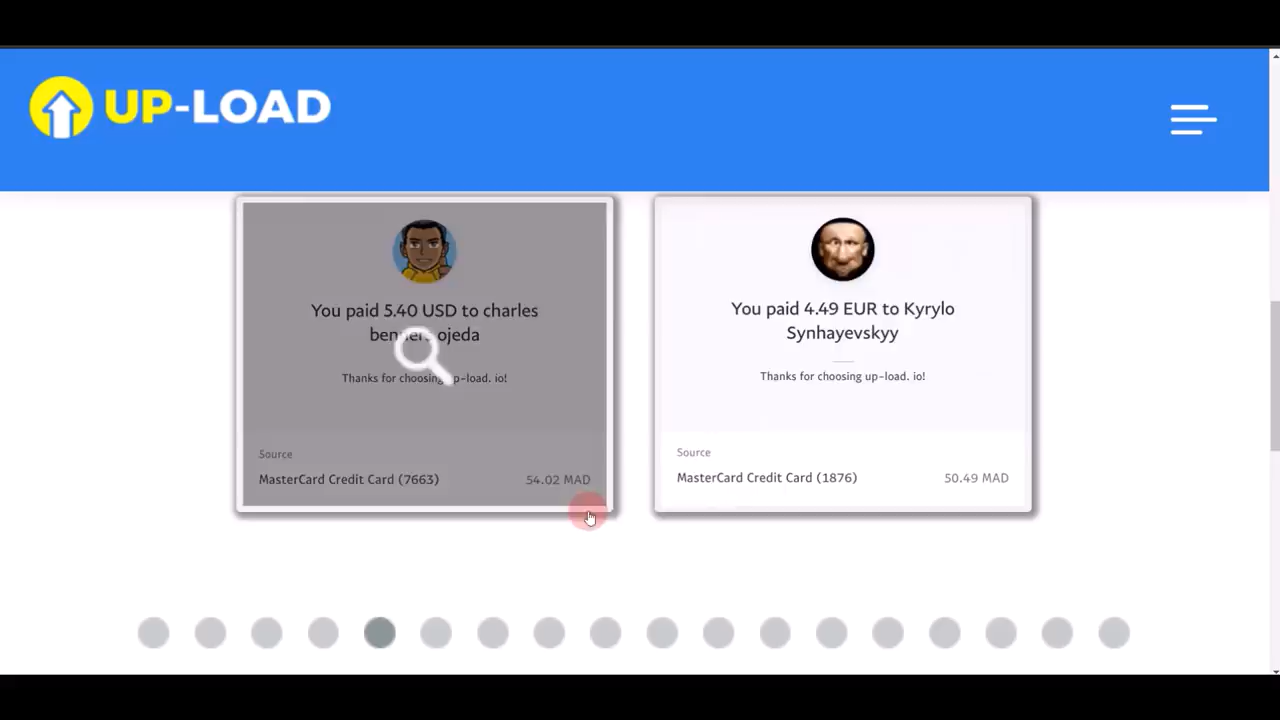 UP-LOAD
You paid 5.40 USD to charles
benners ojeda
Thanks for choosing up-load. io!
Source
MasterCard Credit Card (7663) 54.02 MAD
You paid 4.49 EUR to Kyrylo
Synhayevskyy
Thanks for choosing up-load. io!
Source
MasterCard Credit Card (1876) 50.49 MAD